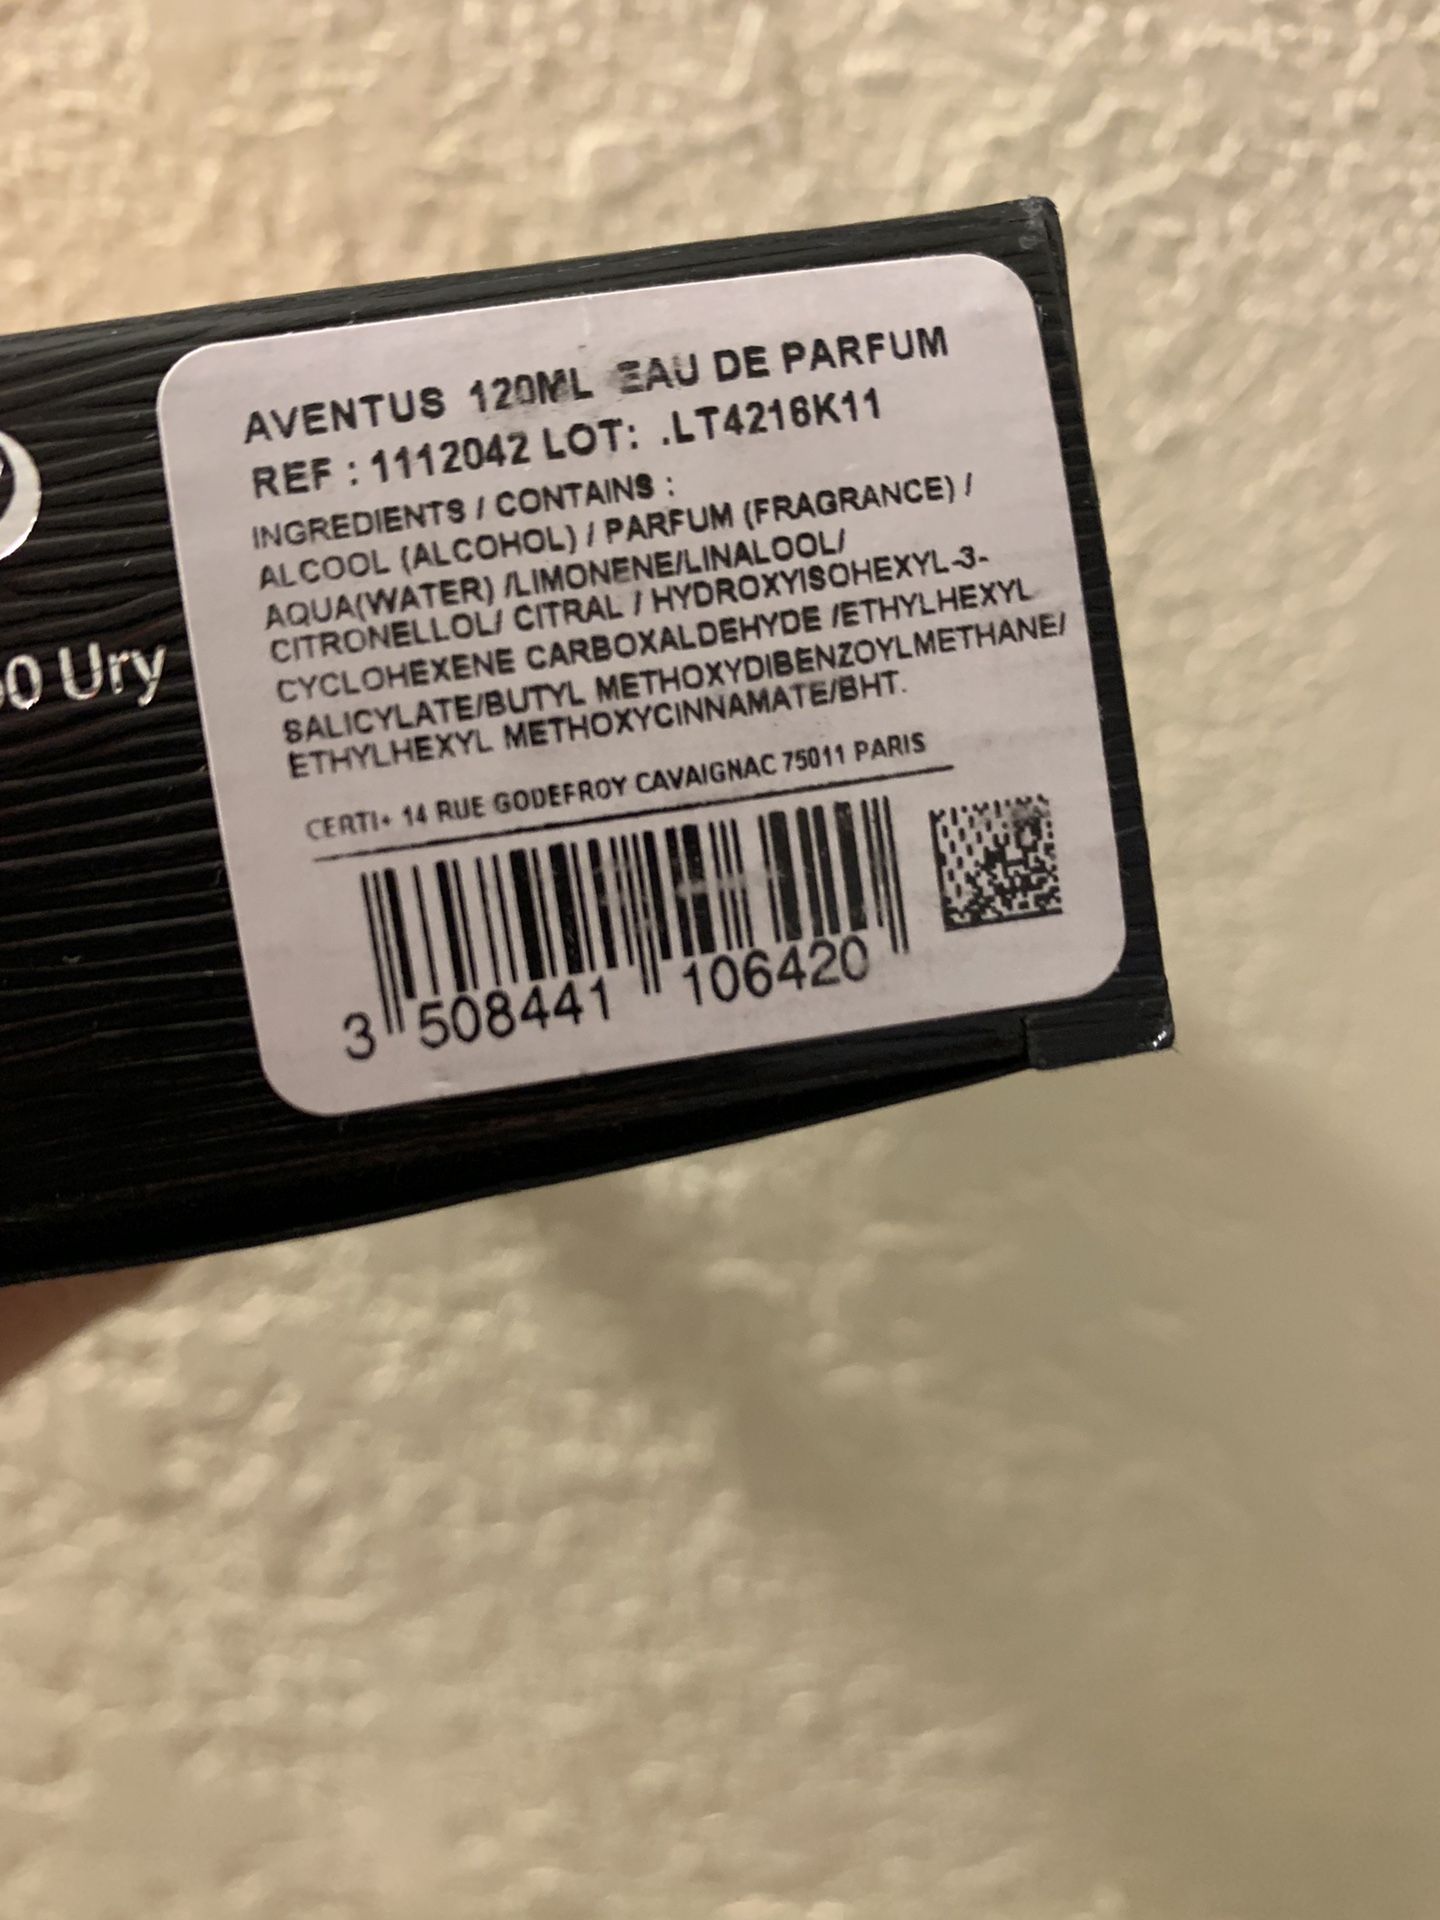 AVENTUS 120ML EAU DE PARFUM
REF : 1112042 LOT: .LT4216K11
INGREDIENTS / CONTAINS :
ALCOOL (ALCOHOL) / PARFUM (FRAGRANCE) /
AQUA(WATER) /LIMONENE/LINALOOL/
CITRONELLOL/ CITRAL / HYDROXYISOHEXYL-3-
CYCLOHEXENE CARBOXALDEHYDE /ETHYLHEXYL
SALICYLATE/BUTYL METHOXYDIBENZOYLMETHANE/
ETHYLHEXYL METHOXYCINNAMATE/BHT.
CERTI+ 14 RUE GODEFROY CAVAIGNAC 75011 PARIS
3 508441 106420
0 Ury